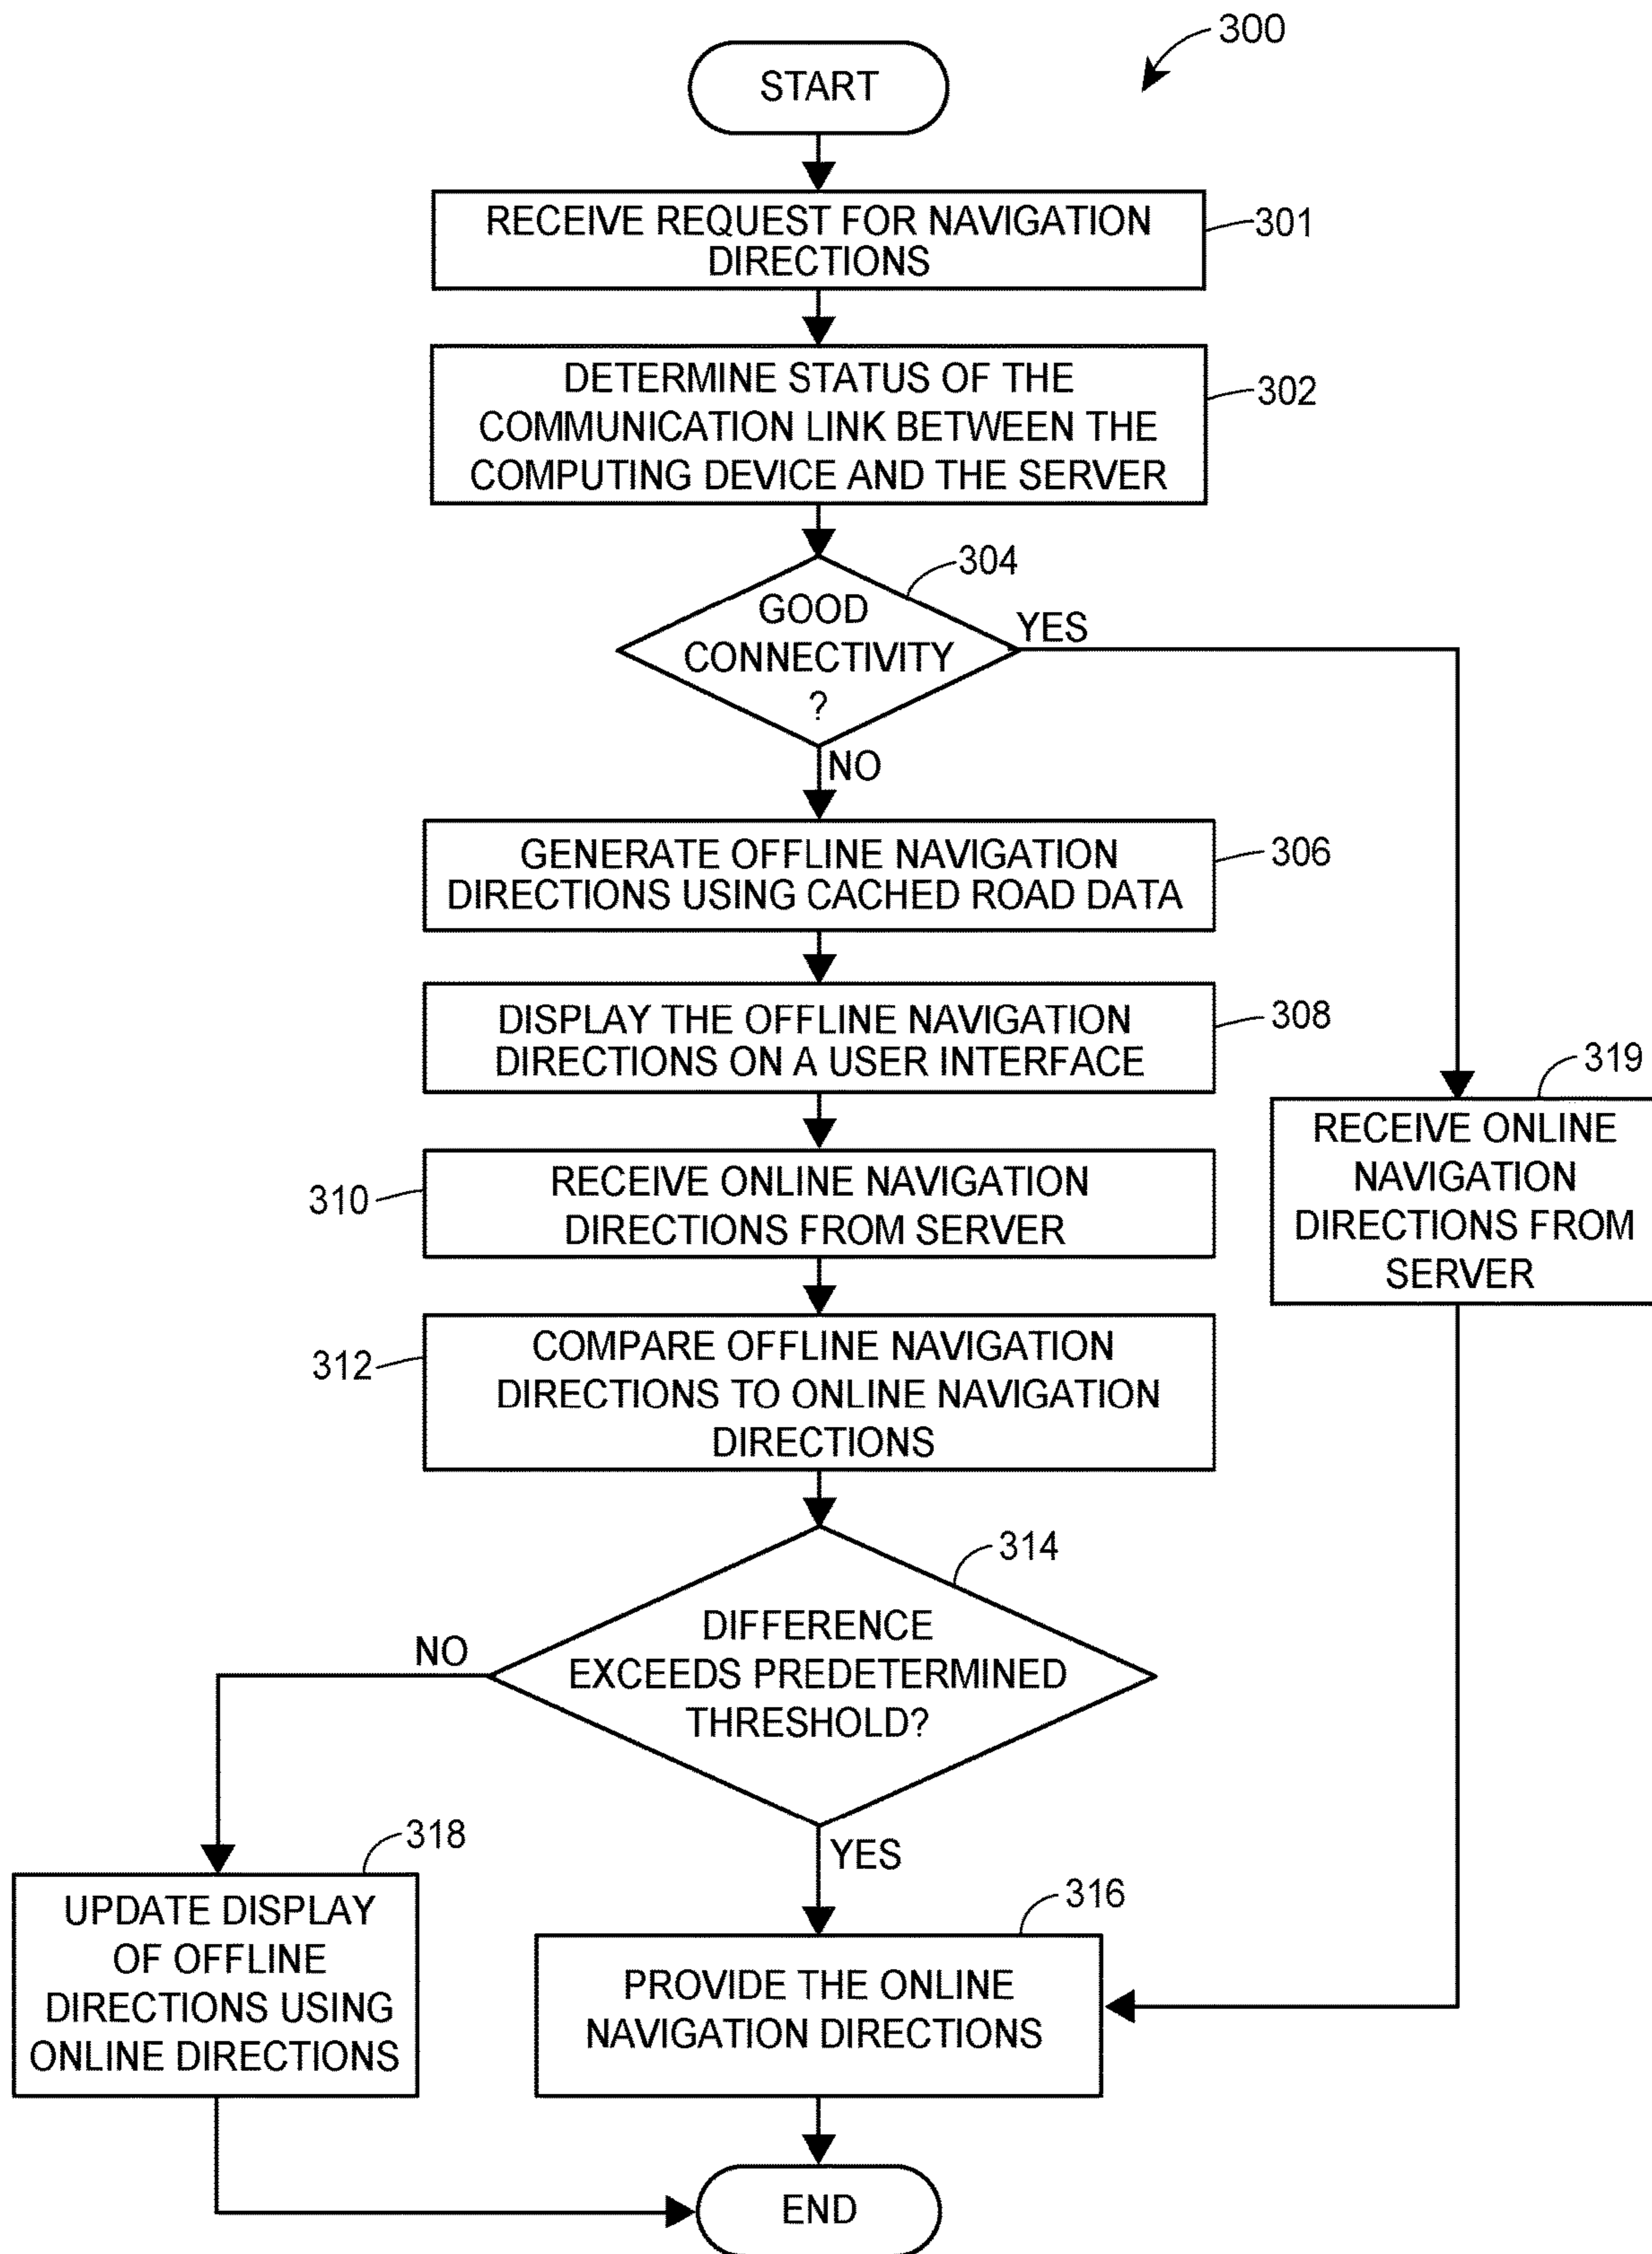 300
START
RECEIVE REQUEST FOR NAVIGATION
DIRECTIONS
301
DETERMINE STATUS OF THE
COMMUNICATION LINK BETWEEN THE
COMPUTING DEVICE AND THE SERVER
302
304
GOOD
CONNECTIVITY
?
YES
NO
GENERATE OFFLINE NAVIGATION
DIRECTIONS USING CACHED ROAD DATA
306
DISPLAY THE OFFLINE NAVIGATION
DIRECTIONS ON A USER INTERFACE
308
319
RECEIVE ONLINE
NAVIGATION
DIRECTIONS FROM
SERVER
310
RECEIVE ONLINE NAVIGATION
DIRECTIONS FROM SERVER
312
COMPARE OFFLINE NAVIGATION
DIRECTIONS TO ONLINE NAVIGATION
DIRECTIONS
314
DIFFERENCE
EXCEEDS PREDETERMINED
THRESHOLD?
NO
YES
318
UPDATE DISPLAY
OF OFFLINE
DIRECTIONS USING
ONLINE DIRECTIONS
316
PROVIDE THE ONLINE
NAVIGATION DIRECTIONS
END